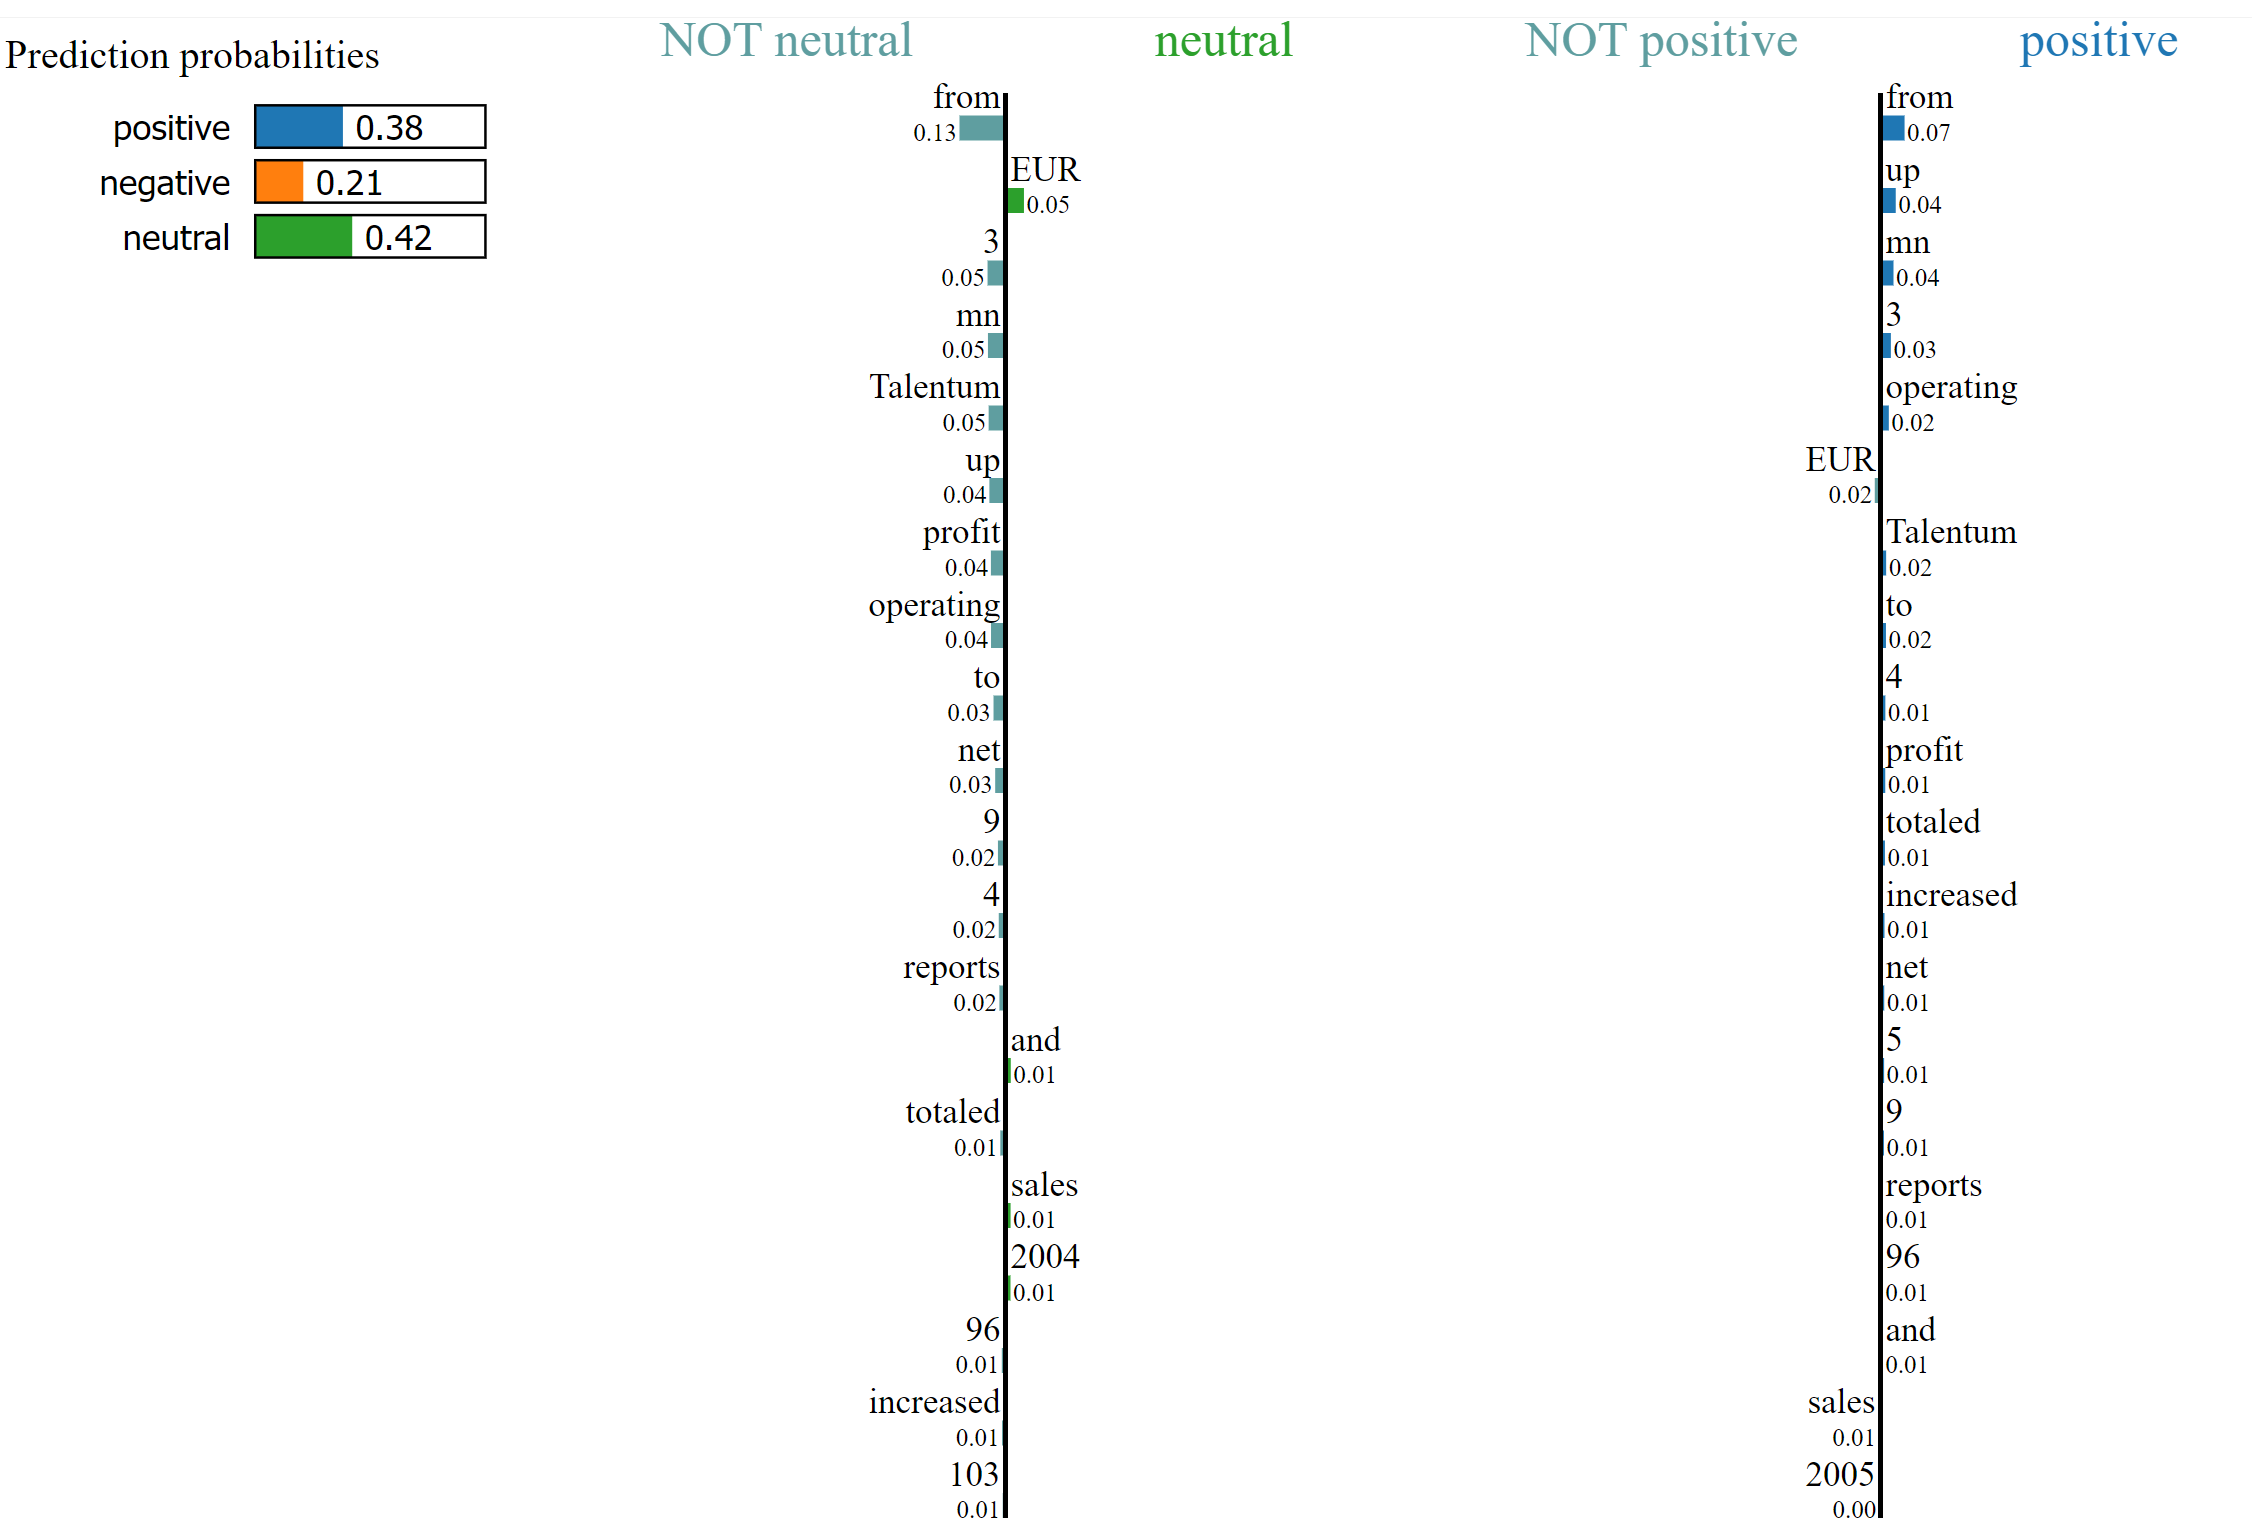 Prediction probabilities
positive 0.38
negative 0.21
neutral 0.42
NOT neutral neutral
from
0.13
EUR
0.05
3
0.05
mn
0.05
Talentum
0.05
up
0.04
profit
0.04
operating
0.04
to
0.03
net
0.03
9
0.02
4
0.02
reports
0.02
and
0.01
totaled
0.01
sales
0.01
2004
0.01
96
0.01
increased
0.01
103
0.01
NOT positive positive
from
0.07
up
0.04
mn
0.04
3
0.03
operating
0.02
EUR
0.02
Talentum
0.02
to
0.02
4
0.01
profit
0.01
totaled
0.01
increased
0.01
net
0.01
5
0.01
9
0.01
reports
0.01
96
0.01
and
0.01
sales
0.01
2005
0.00